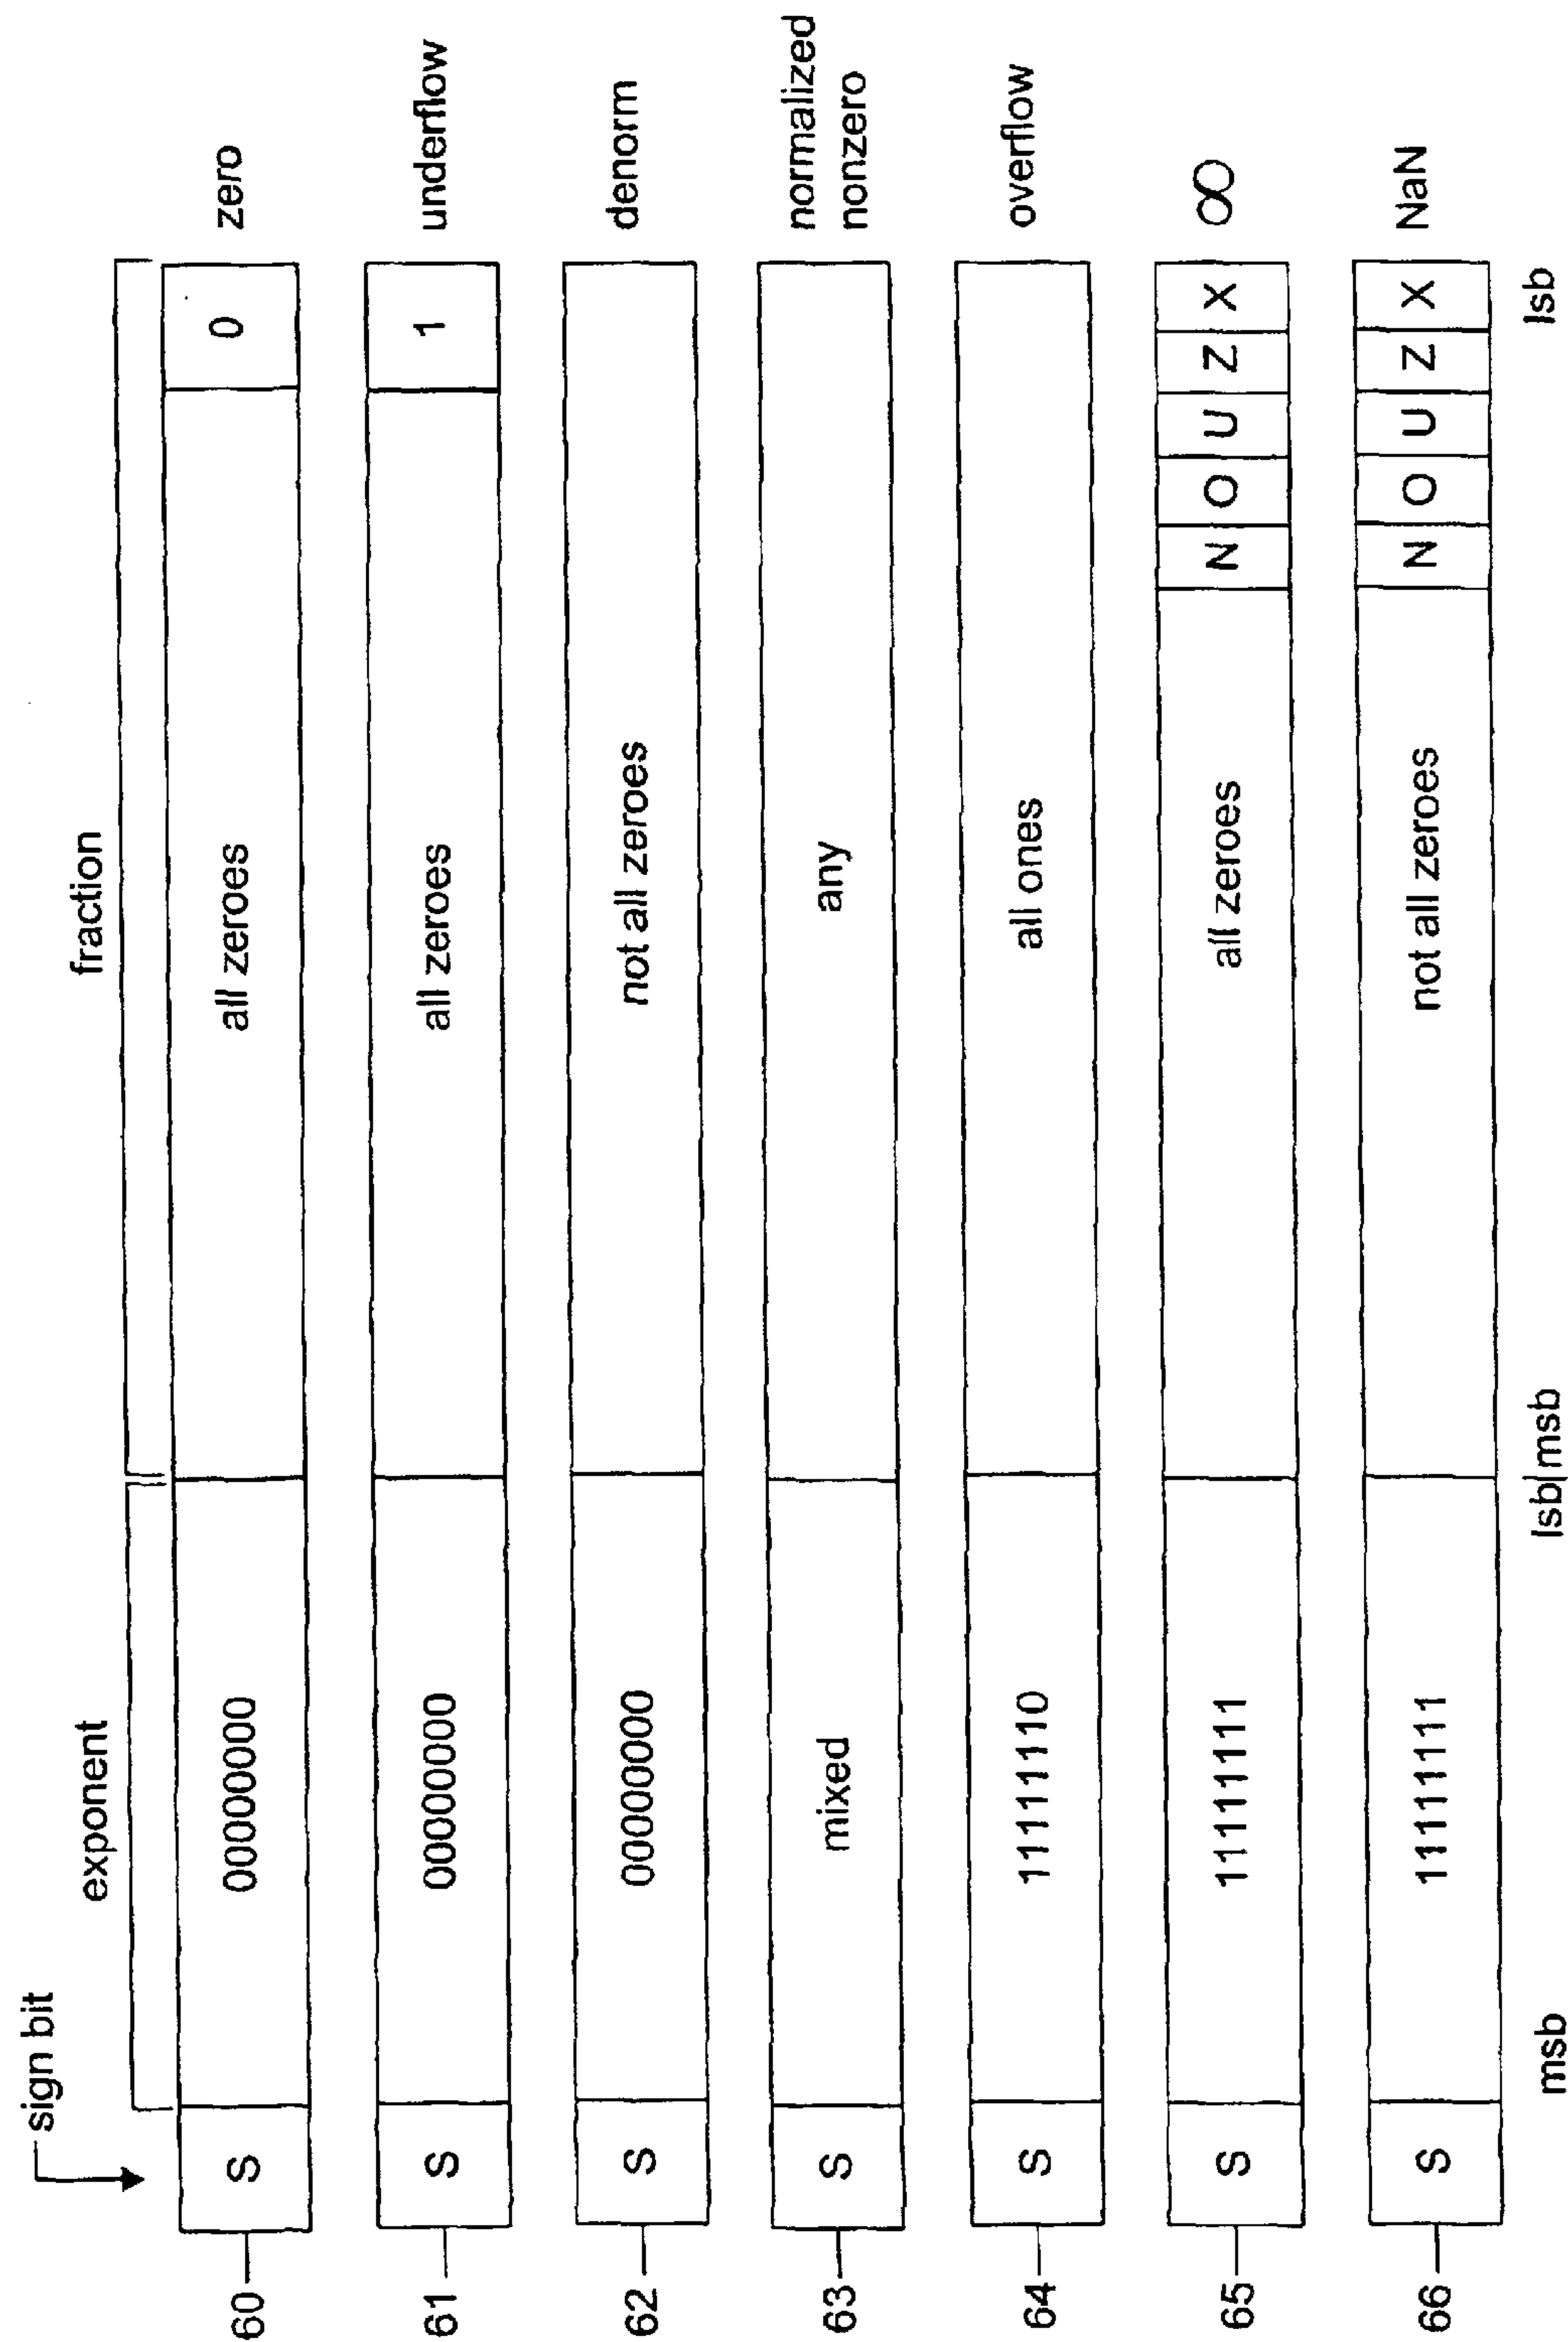 sign bit
exponent fraction
60 S 00000000 all zeroes 0 zero
61 S 00000000 all zeroes 1 underflow
62 S 00000000 not all zeroes denorm
63 S mixed any normalized
nonzero
64 S 11111110 all ones overflow
65 S 11111111 all zeroes N O U Z X ∞
66 S 11111111 not all zeroes N O U Z X NaN
msb lsb|msb lsb